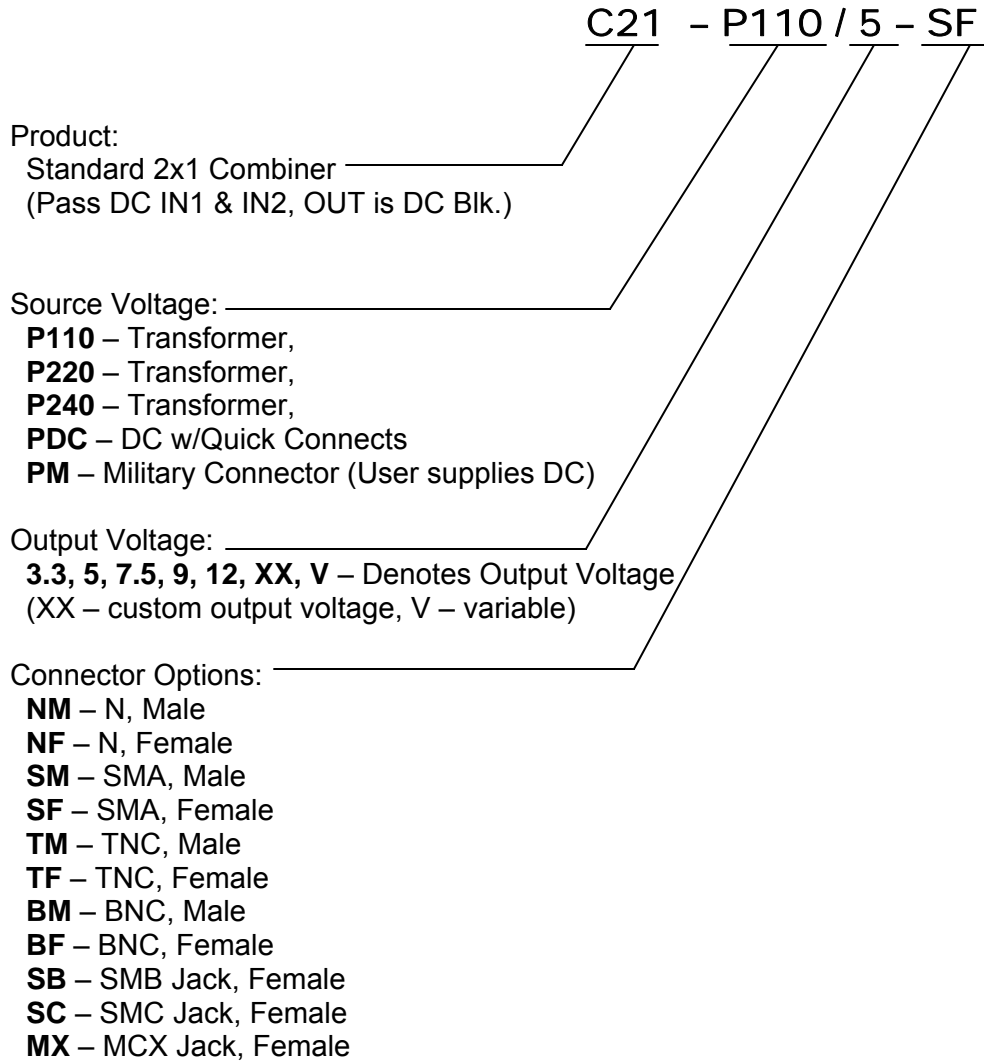 C21 – P110 / 5 – SF
Product:
Standard 2x1 Combiner
(Pass DC IN1 & IN2, OUT is DC Blk.)
Source Voltage:
P110 – Transformer,
P220 – Transformer,
P240 – Transformer,
PDC – DC w/Quick Connects
PM – Military Connector (User supplies DC)
Output Voltage:
3.3, 5, 7.5, 9, 12, XX, V – Denotes Output Voltage
(XX – custom output voltage, V – variable)
Connector Options:
NM – N, Male
NF – N, Female
SM – SMA, Male
SF – SMA, Female
TM – TNC, Male
TF – TNC, Female
BM – BNC, Male
BF – BNC, Female
SB – SMB Jack, Female
SC – SMC Jack, Female
MX – MCX Jack, Female